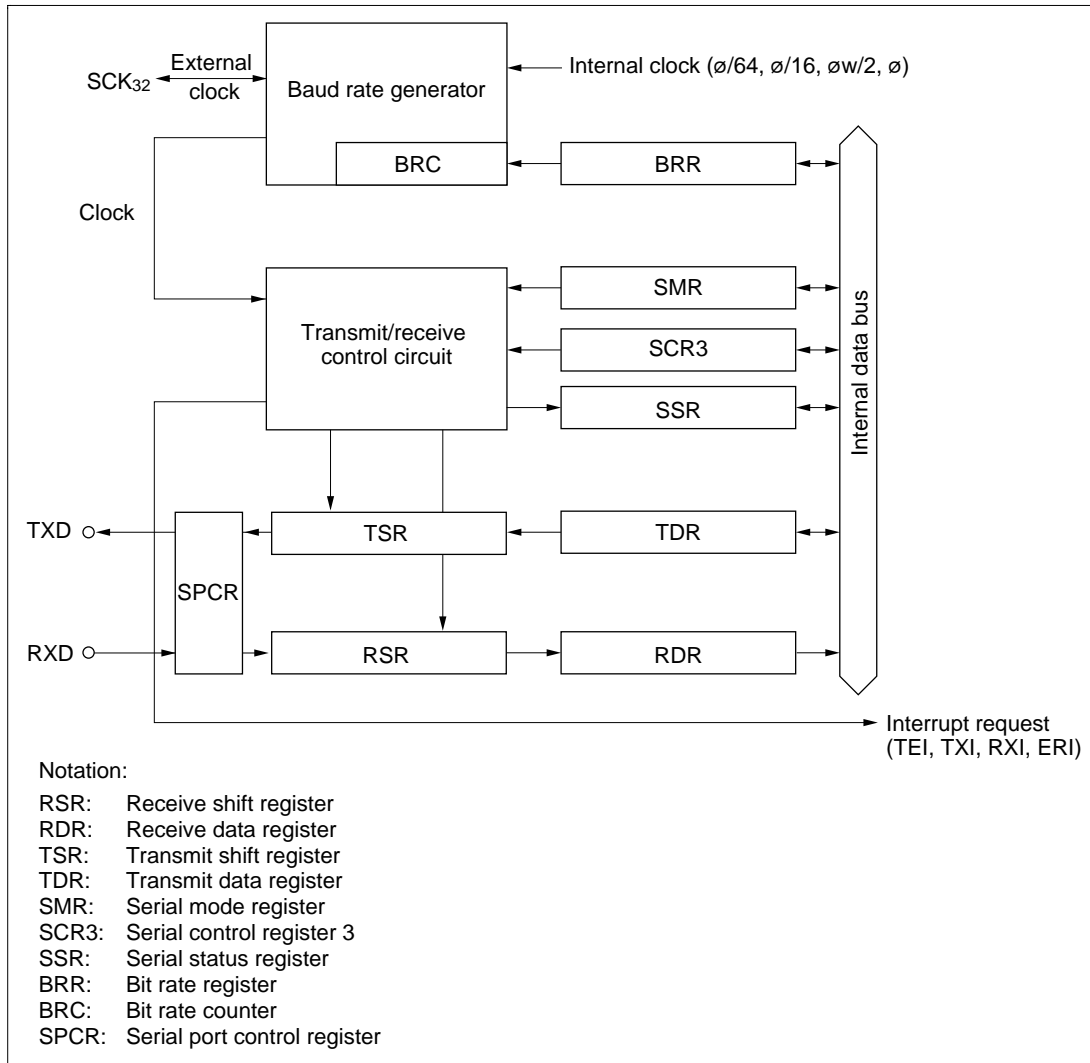 SCK32
External
clock
Baud rate generator
Internal clock (ø/64, ø/16, øw/2, ø)
BRC
BRR
Clock
Transmit/receive
control circuit
SMR
SCR3
SSR
Internal data bus
TXD
TSR
TDR
SPCR
RXD
RSR
RDR
Interrupt request
(TEI, TXI, RXI, ERI)
Notation:
RSR: Receive shift register
RDR: Receive data register
TSR: Transmit shift register
TDR: Transmit data register
SMR: Serial mode register
SCR3: Serial control register 3
SSR: Serial status register
BRR: Bit rate register
BRC: Bit rate counter
SPCR: Serial port control register